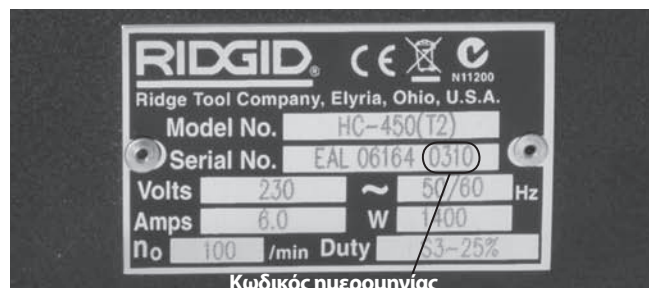 RIDGID® CE N11200
Ridge Tool Company, Elyria, Ohio, U.S.A.
Model No. HC-450(T2)
Serial No. EAL 06164 0310
Volts 230 ~ 50/60 Hz
Amps 6.0 W 1400
no 100 /min Duty S3-25%
Κωδικός ημερομηνίας